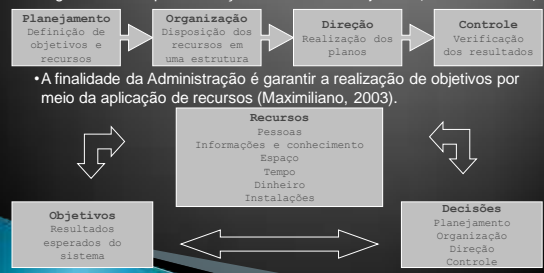 Planejamento
Definição de
objetivos e
recursos
Organização
Disposição dos
recursos em
uma estrutura
Direção
Realização dos
planos
Controle
Verificação
dos resultados
•A finalidade da Administração é garantir a realização de objetivos por
meio da aplicação de recursos (Maximiliano, 2003).
Recursos
Pessoas
Informações e conhecimento
Espaço
Tempo
Dinheiro
Instalações
Objetivos
Resultados
esperados do
sistema
Decisões
Planejamento
Organização
Direção
Controle